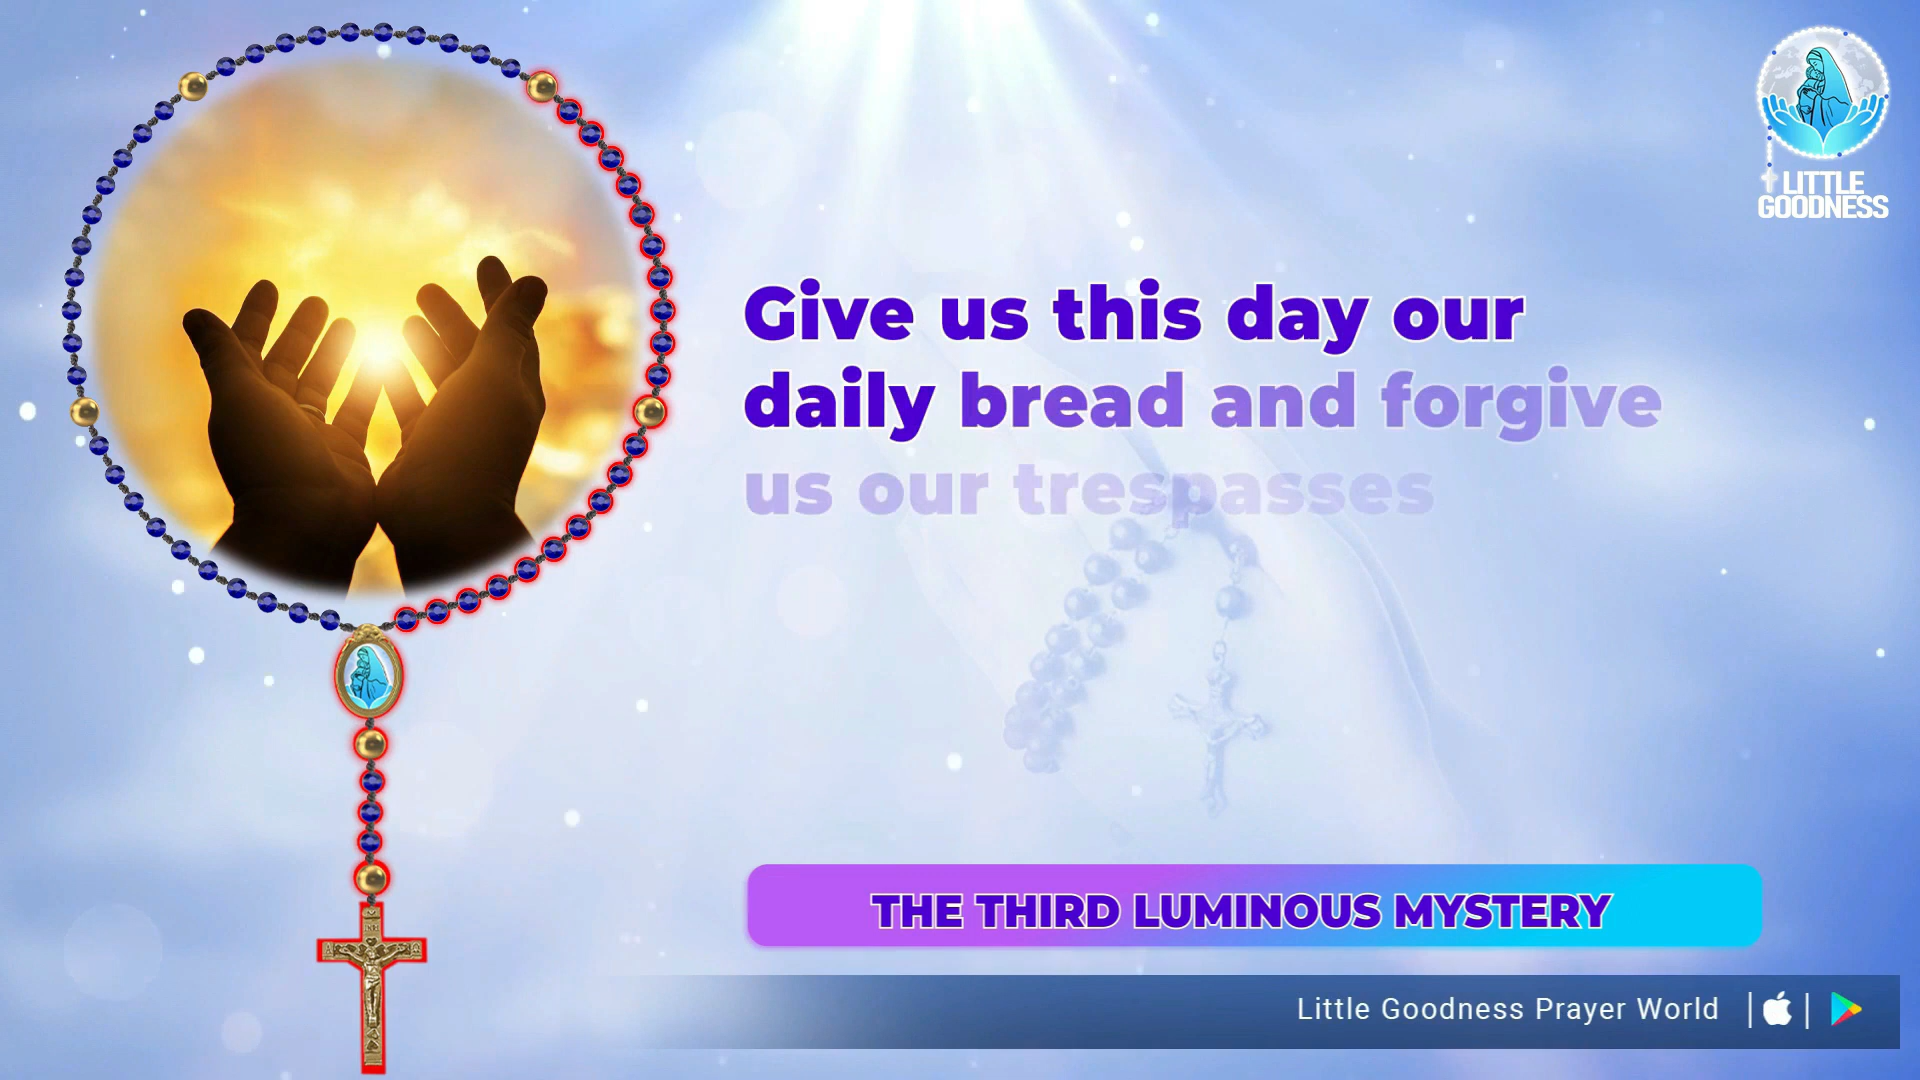 Give us this day our
daily bread and forgive
us our trespasses
THE THIRD LUMINOUS MYSTERY
Little Goodness Prayer World
LITTLE
GOODNESS
INRI